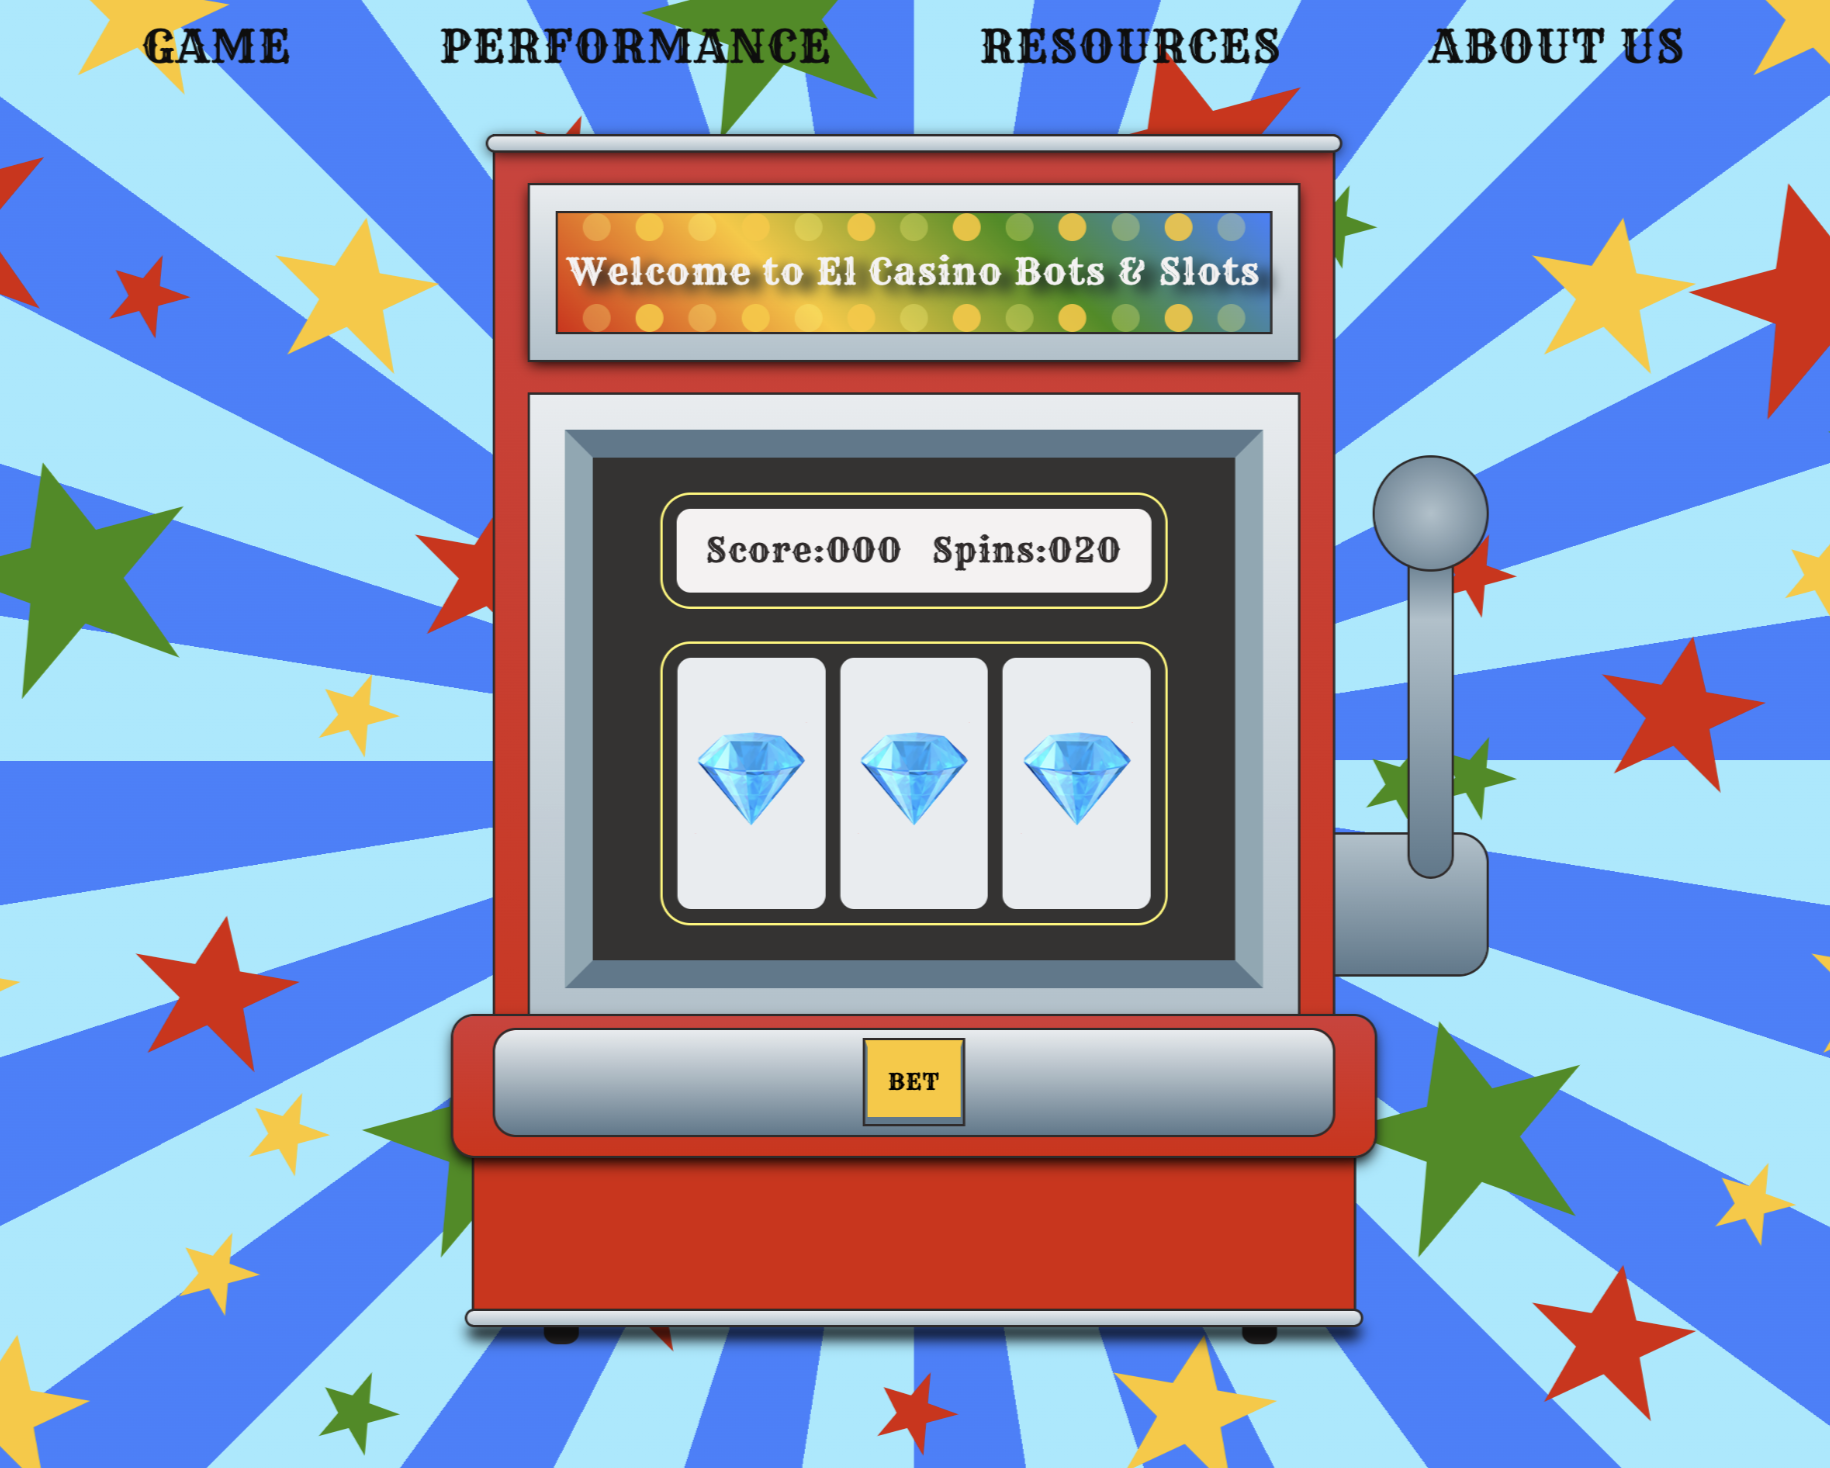 GAME PERFORMANCE RESOURCES ABOUT US
Welcome to El Casino Bots & Slots
Score:000 Spins:020
BET